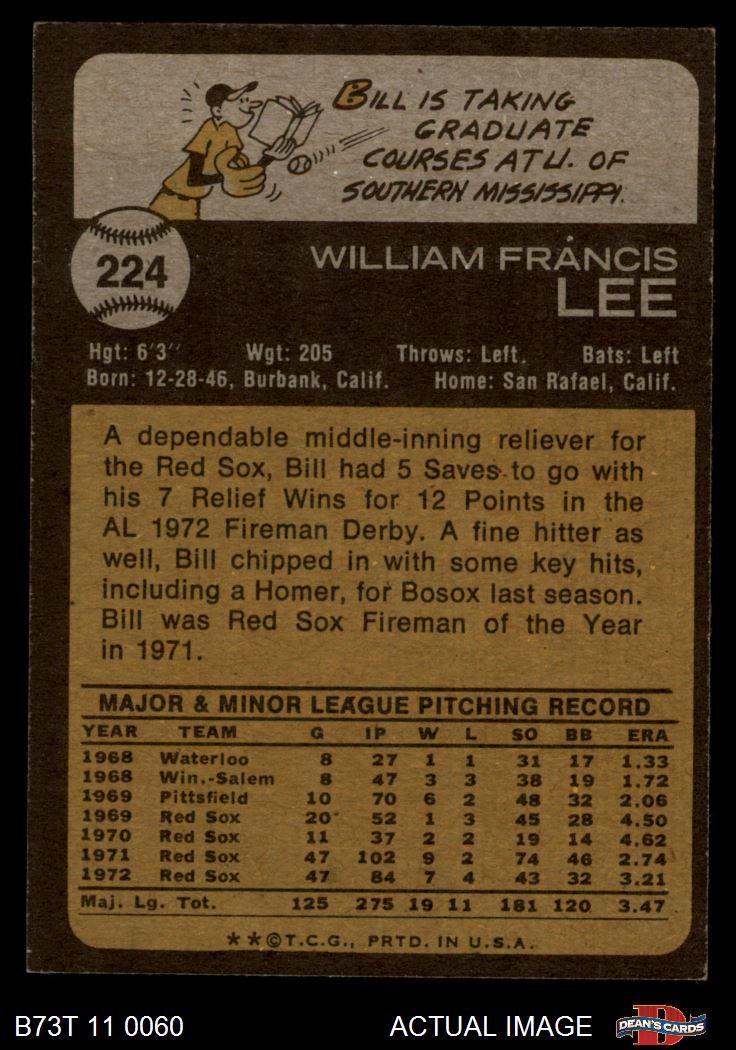 BILL IS TAKING
GRADUATE
COURSES AT U. OF
SOUTHERN MISSISSIPPI.
224
WILLIAM FRANCIS
LEE
Hgt: 6'3" Wgt: 205 Throws: Left. Bats: Left
Born: 12-28-46, Burbank, Calif. Home: San Rafael, Calif.
A dependable middle-inning reliever for
the Red Sox, Bill had 5 Saves to go with
his 7 Relief Wins for 12 Points in the
AL 1972 Fireman Derby. A fine hitter as
well, Bill chipped in with some key hits,
including a Homer, for Bosox last season.
Bill was Red Sox Fireman of the Year
in 1971.
MAJOR & MINOR LEAGUE PITCHING RECORD
YEAR TEAM G IP W L SO BB ERA
1968 Waterloo 8 27 1 1 31 17 1.33
1968 Win.-Salem 8 47 3 3 38 19 1.72
1969 Pittsfield 10 70 6 2 48 32 2.06
1969 Red Sox 20 52 1 3 45 28 4.50
1970 Red Sox 11 37 2 2 19 14 4.62
1971 Red Sox 47 102 9 2 74 46 2.74
1972 Red Sox 47 84 7 4 43 32 3.21
Maj. Lg. Tot. 125 275 19 11 181 120 3.47
**©T.C.G., PRTD. IN U.S.A.
B73T 11 0060 ACTUAL IMAGE DEAN'S CARDS